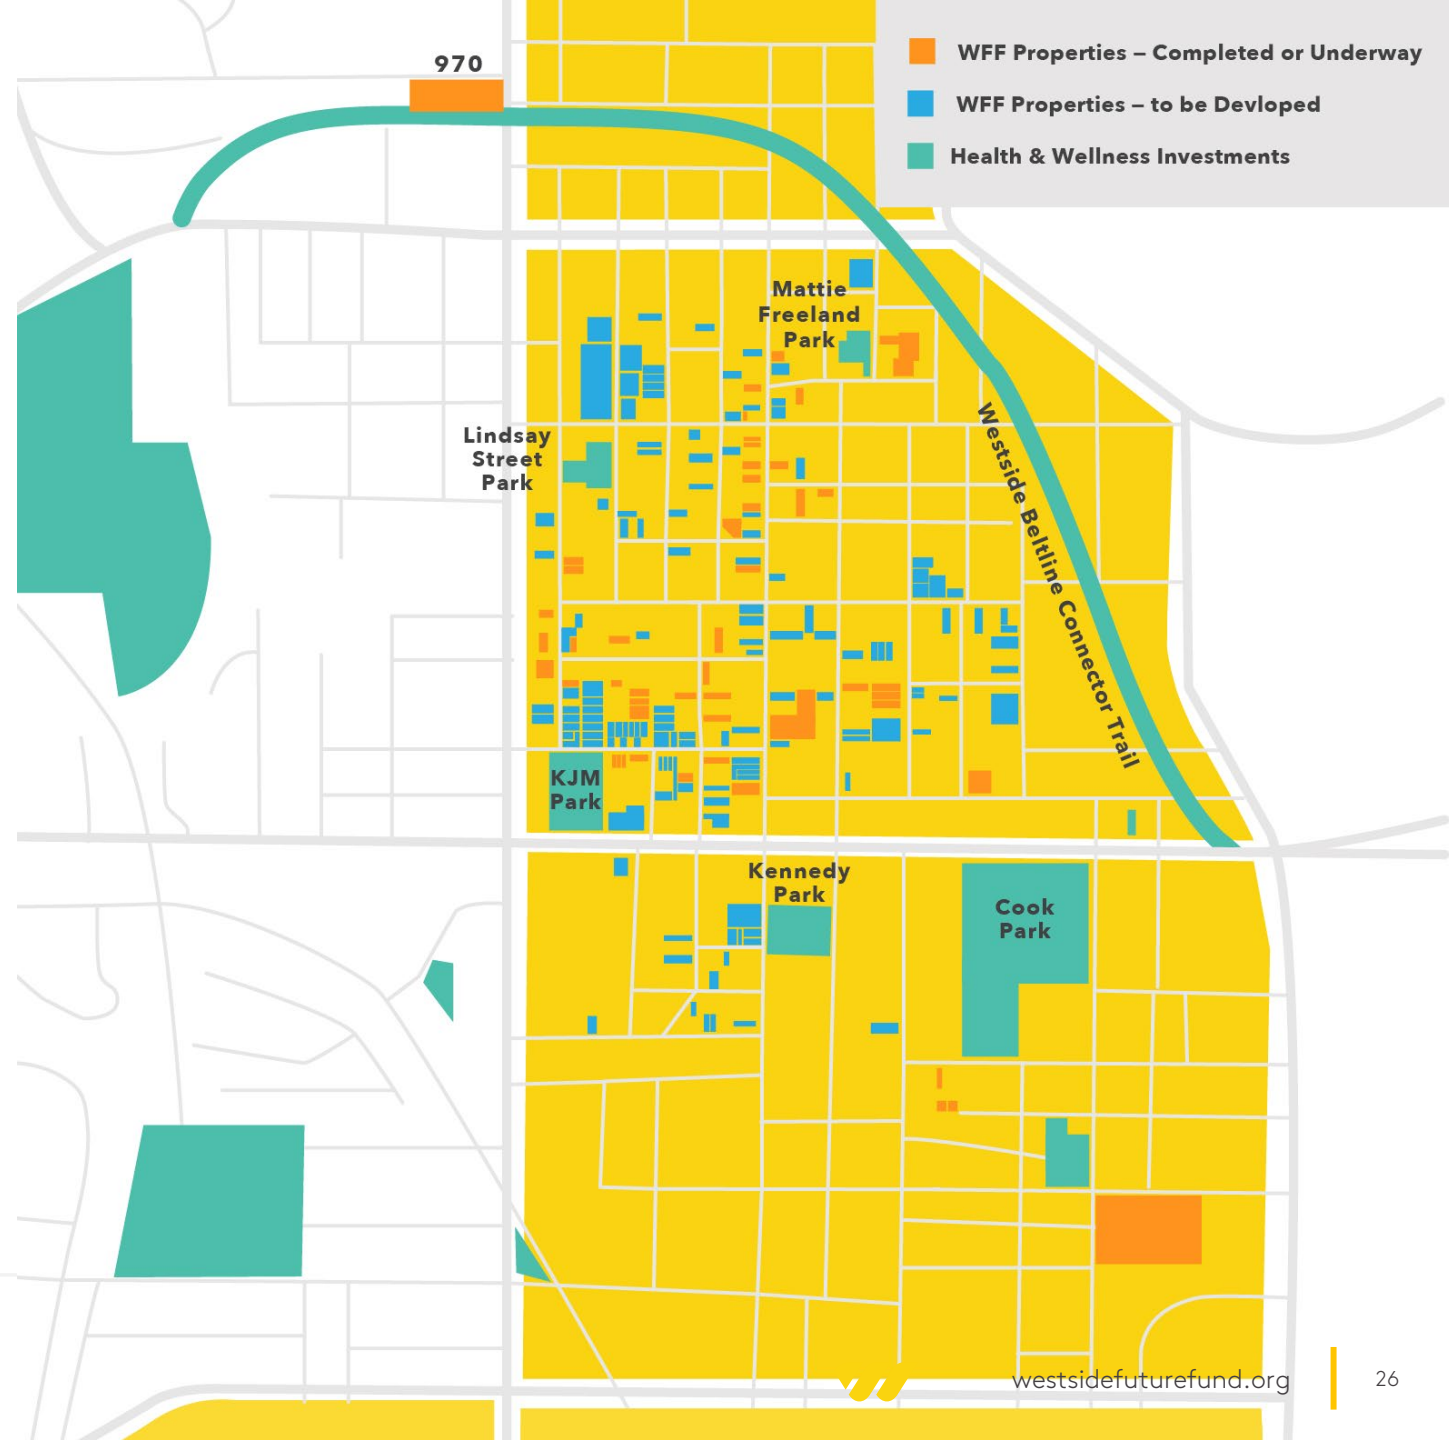 970
WFF Properties – Completed or Underway
WFF Properties – to be Devloped
Health & Wellness Investments
Mattie
Freeland
Park
Lindsay
Street
Park
Westside Beltline Connector Trail
KJM
Park
Kennedy
Park
Cook
Park
westsidefuturefund.org
26